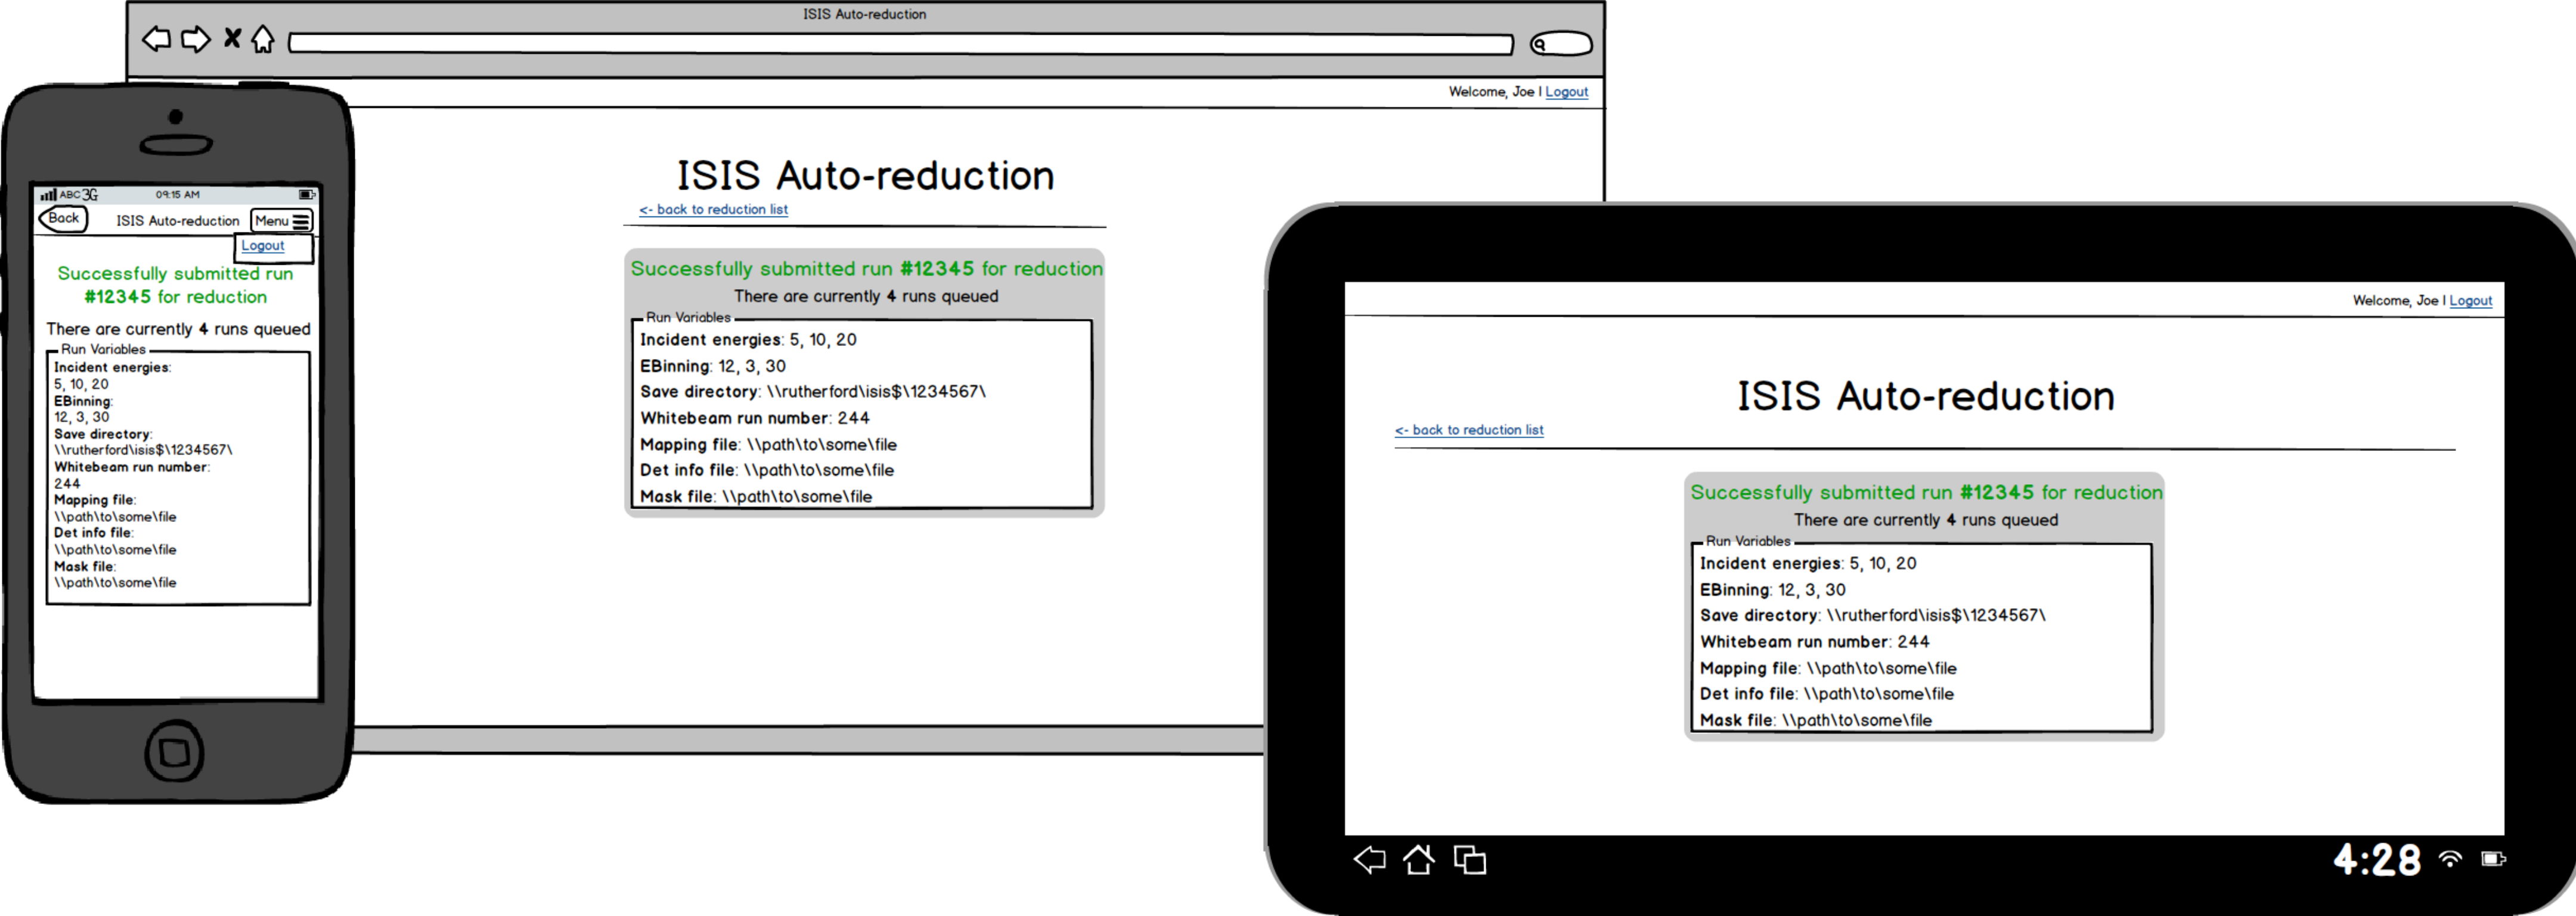 ISIS Auto-reduction
Welcome, Joe | Logout
ISIS Auto-reduction
<- back to reduction list
Successfully submitted run #12345 for reduction
There are currently 4 runs queued
Run Variables
Incident energies: 5, 10, 20
EBinning: 12, 3, 30
Save directory: \\rutherford\isis$\1234567\
Whitebeam run number: 244
Mapping file: \\path\to\some\file
Det info file: \\path\to\some\file
Mask file: \\path\to\some\file
ABC 3G 09:15 AM
Back ISIS Auto-reduction Menu
Logout
Successfully submitted run
#12345 for reduction
There are currently 4 runs queued
Run Variables
Incident energies:
5, 10, 20
EBinning:
12, 3, 30
Save directory:
\\rutherford\isis$\1234567\
Whitebeam run number:
244
Mapping file:
\\path\to\some\file
Det info file:
\\path\to\some\file
Mask file:
\\path\to\some\file
Welcome, Joe | Logout
ISIS Auto-reduction
<- back to reduction list
Successfully submitted run #12345 for reduction
There are currently 4 runs queued
Run Variables
Incident energies: 5, 10, 20
EBinning: 12, 3, 30
Save directory: \\rutherford\isis$\1234567\
Whitebeam run number: 244
Mapping file: \\path\to\some\file
Det info file: \\path\to\some\file
Mask file: \\path\to\some\file
4:28